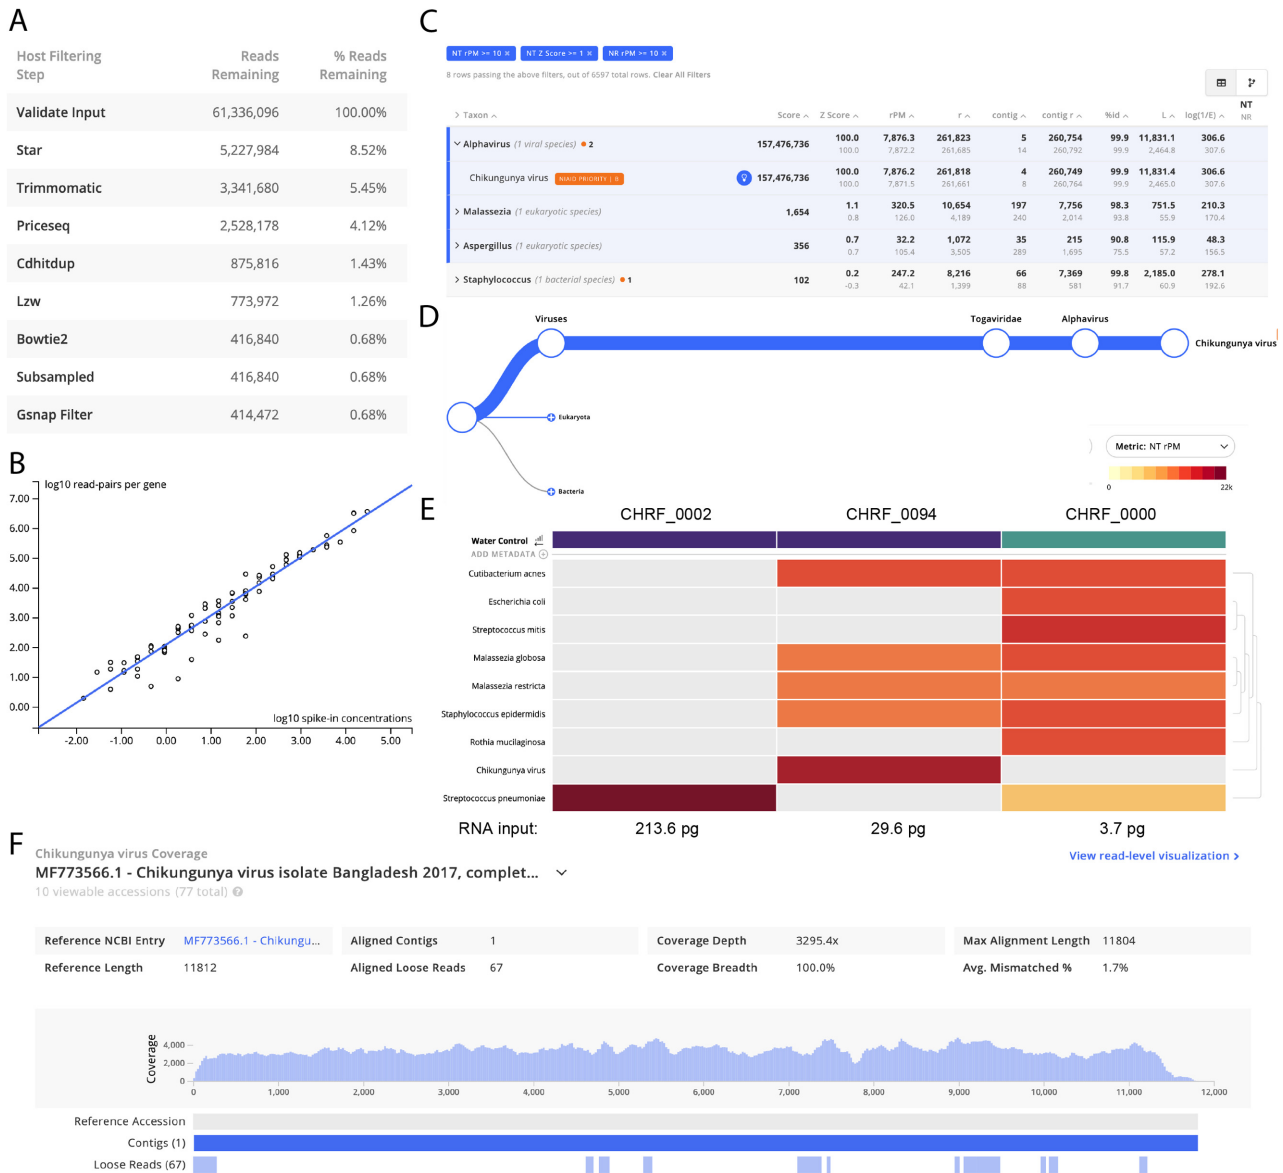 A
Host Filtering Step Reads Remaining % Reads Remaining
Validate Input 61,336,096 100.00%
Star 5,227,984 8.52%
Trimmomatic 3,341,680 5.45%
Priceseq 2,528,178 4.12%
Cdhitdup 875,816 1.43%
Lzw 773,972 1.26%
Bowtie2 416,840 0.68%
Subsampled 416,840 0.68%
Gsnap Filter 414,472 0.68%
B
log10 read-pairs per gene
7.00
6.00
5.00
4.00
3.00
2.00
1.00
0.00
log10 spike-in concentrations
-2.00 -1.00 0.00 1.00 2.00 3.00 4.00 5.00
C
NT rPM >= 10 × NT Z Score >= 1 × NR rPM >= 10 ×
8 rows passing the above filters, out of 6597 total rows. Clear All Filters
NT
NR
Taxon Score Z Score rPM r contig contig r %id L log(1/E)
Alphavirus (1 viral species) 2 157,476,736 100.0 7,876.3 261,823 5 260,754 99.9 11,831.1 306.6
100.0 7,872.2 261,685 14 260,792 99.9 2,464.8 307.6
Chikungunya virus NIAID PRIORITY | 0 157,476,736 100.0 7,876.2 261,818 4 260,749 99.9 11,831.4 306.6
100.0 7,871.5 261,661 8 260,764 99.9 2,465.0 307.6
Malassezia (1 eukaryotic species) 1,654 1.1 320.5 10,654 197 7,756 98.3 751.5 210.3
0.8 126.0 4,189 240 2,014 93.8 55.9 170.4
Aspergillus (1 eukaryotic species) 356 0.7 32.2 1,072 35 215 90.8 115.9 48.3
0.7 105.4 3,505 289 1,695 75.5 57.2 156.5
Staphylococcus (1 bacterial species) 1 102 0.2 247.2 8,216 66 7,369 99.8 2,185.0 278.1
-0.3 42.1 1,399 88 581 91.7 60.9 192.6
D
Viruses Togaviridae Alphavirus
Chikungunya virus
Eukaryota
Bacteria
Metric: NT rPM
0 22k
E
CHRF_0002 CHRF_0094 CHRF_0000
Water Control
ADD METADATA
Cutibacterium acnes
Escherichia coli
Streptococcus mitis
Malassezia globosa
Malassezia restricta
Staphylococcus epidermidis
Rothia mucilaginosa
Chikungunya virus
Streptococcus pneumoniae
RNA input: 213.6 pg 29.6 pg 3.7 pg
F
Chikungunya virus Coverage
View read-level visualization >
MF773566.1 - Chikungunya virus isolate Bangladesh 2017, complet...
10 viewable accessions (77 total) ?
Reference NCBI Entry MF773566.1 - Chikungu... Aligned Contigs 1 Coverage Depth 3295.4x Max Alignment Length 11804
Reference Length 11812 Aligned Loose Reads 67 Coverage Breadth 100.0% Avg. Mismatched % 1.7%
Coverage
4,000
2,000
0
0 1,000 2,000 3,000 4,000 5,000 6,000 7,000 8,000 9,000 10,000 11,000 12,000
Reference Accession
Contigs (1)
Loose Reads (67)